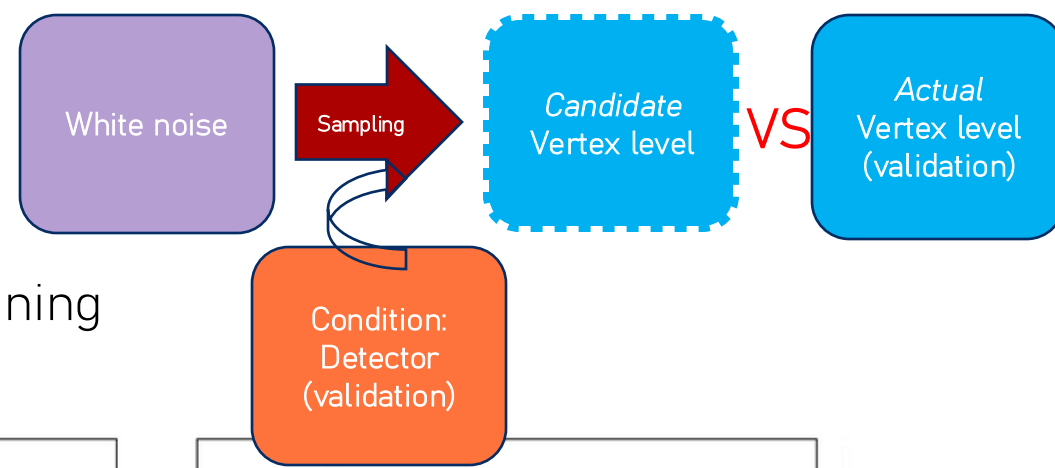 White noise
Sampling
Candidate
Vertex level
VS
Actual
Vertex level
(validation)
ning
Condition:
Detector
(validation)